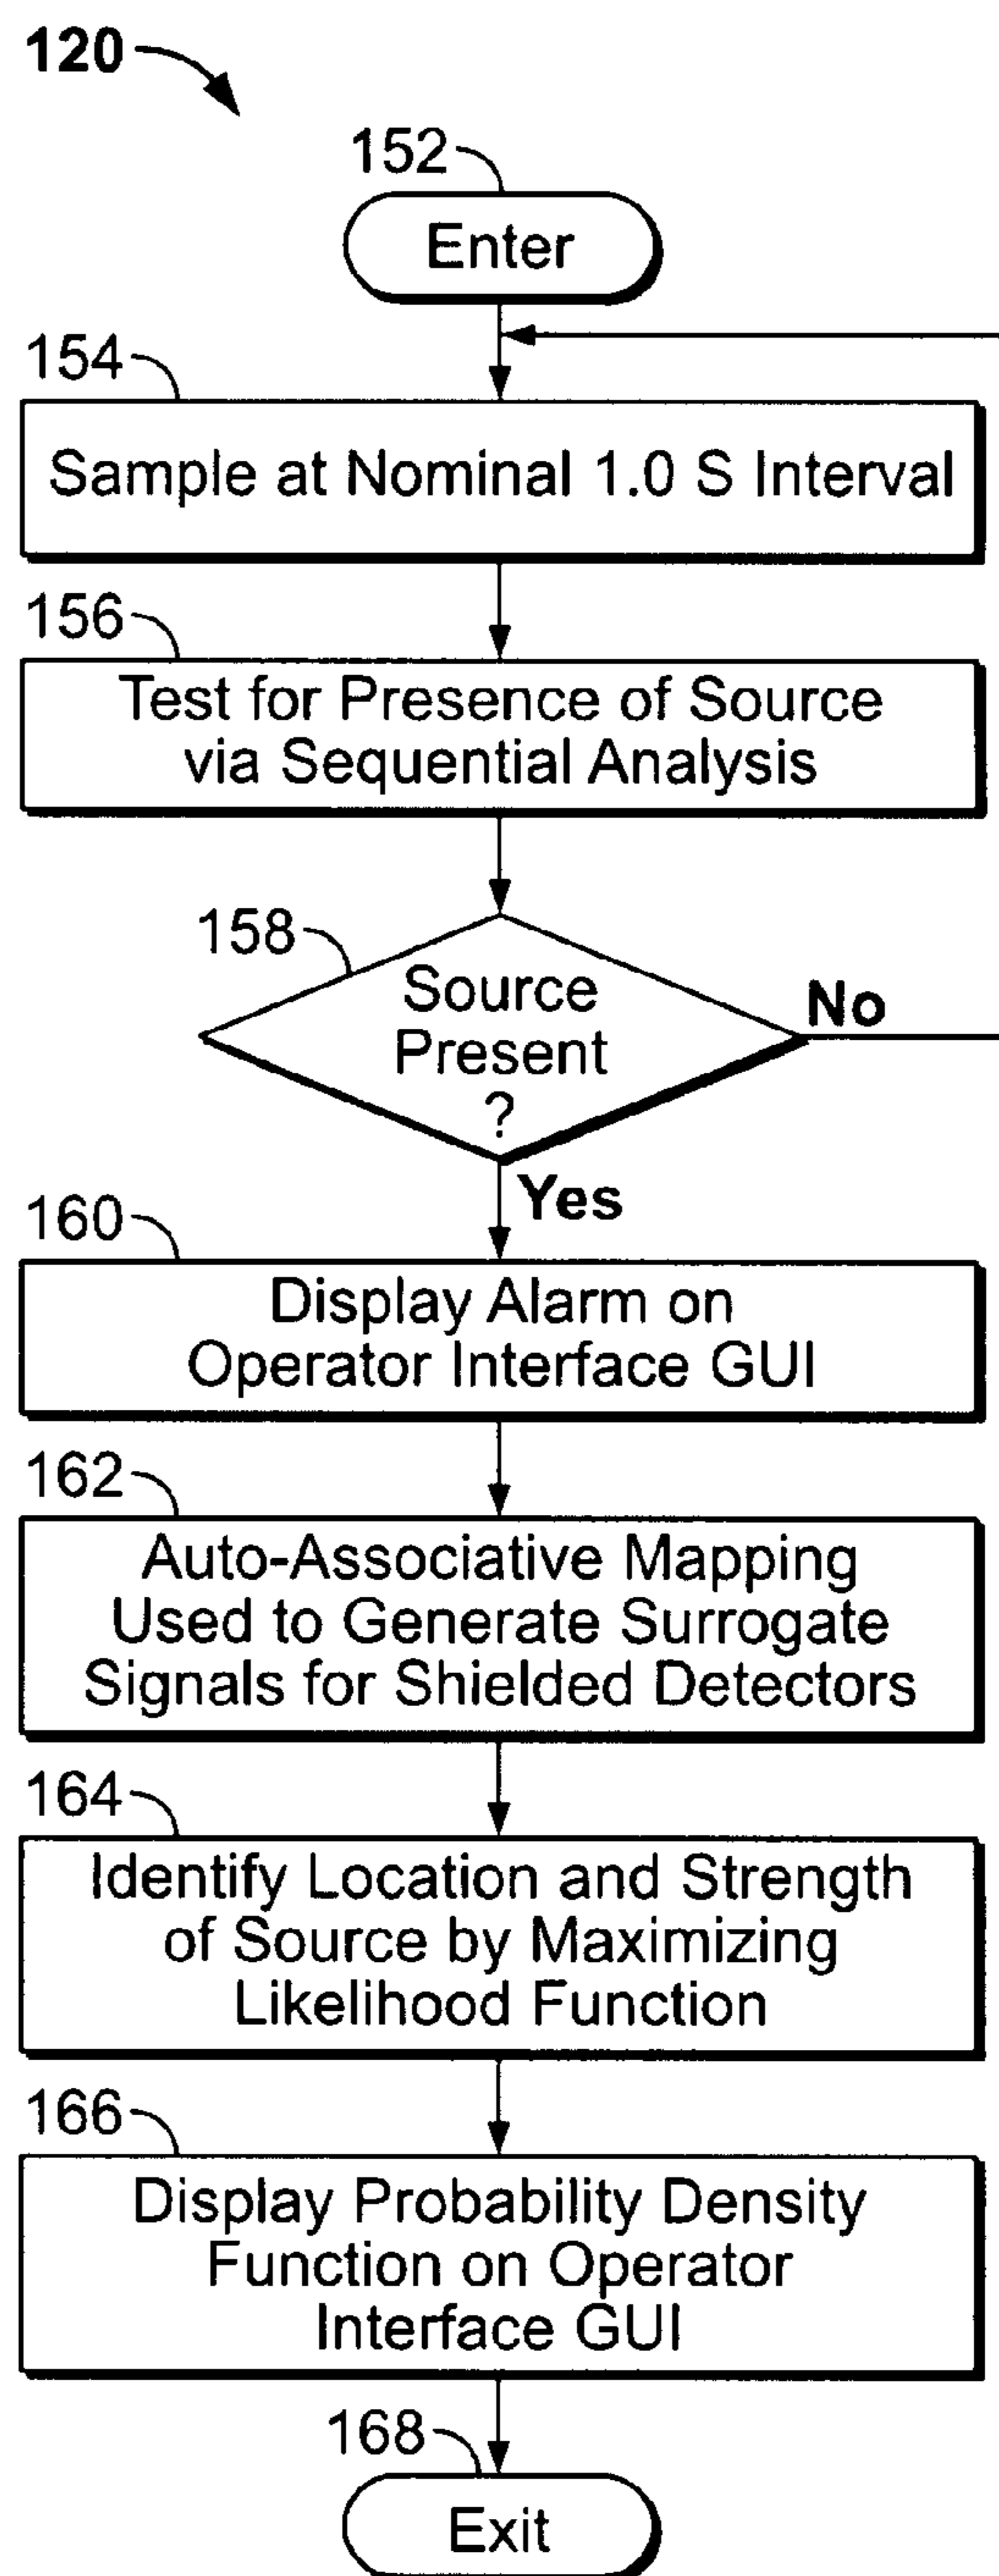 120
152
Enter
154
Sample at Nominal 1.0 S Interval
156
Test for Presence of Source
via Sequential Analysis
158
Source
Present
?
No
Yes
160
Display Alarm on
Operator Interface GUI
162
Auto-Associative Mapping
Used to Generate Surrogate
Signals for Shielded Detectors
164
Identify Location and Strength
of Source by Maximizing
Likelihood Function
166
Display Probability Density
Function on Operator
Interface GUI
168
Exit